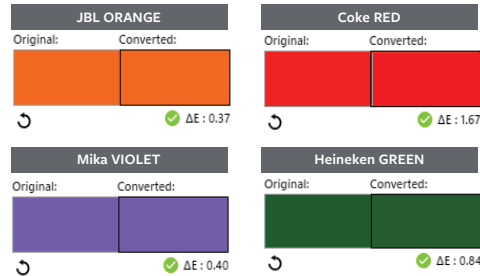 JBL ORANGE
Original: Converted:
ΔE : 0.37
Coke RED
Original: Converted:
ΔE : 1.67
Mika VIOLET
Original: Converted:
ΔE : 0.40
Heineken GREEN
Original: Converted:
ΔE : 0.84